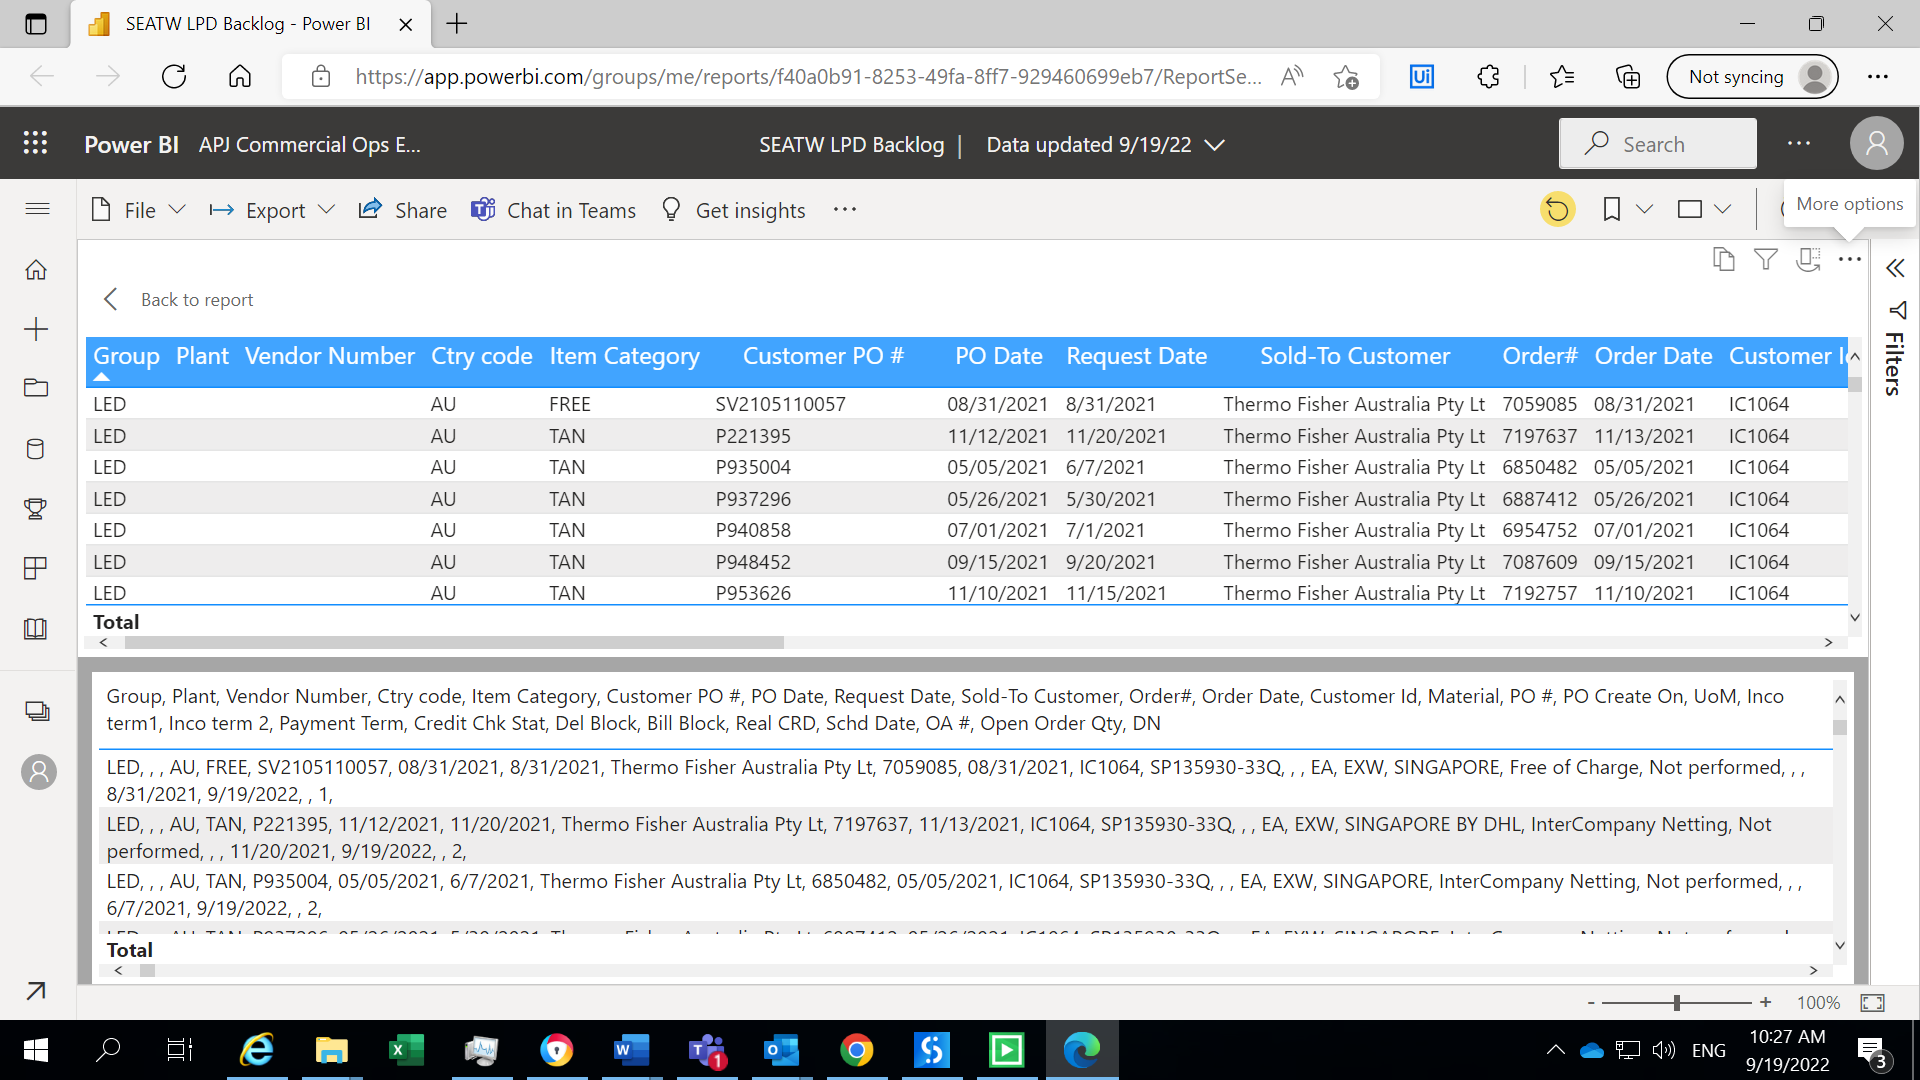 SEATW LPD Backlog - Power BI
https://app.powerbi.com/groups/me/reports/f40a0b91-8253-49fa-8ff7-929460699eb7/ReportSe...
Not syncing
Power BI APJ Commercial Ops E...
SEATW LPD Backlog | Data updated 9/19/22
Search
File Export Share Chat in Teams Get insights
More options
Back to report
Filters
Group Plant Vendor Number Ctry code Item Category Customer PO # PO Date Request Date Sold-To Customer Order# Order Date Customer Id
LED AU FREE SV2105110057 08/31/2021 8/31/2021 Thermo Fisher Australia Pty Lt 7059085 08/31/2021 IC1064
LED AU TAN P221395 11/12/2021 11/20/2021 Thermo Fisher Australia Pty Lt 7197637 11/13/2021 IC1064
LED AU TAN P935004 05/05/2021 6/7/2021 Thermo Fisher Australia Pty Lt 6850482 05/05/2021 IC1064
LED AU TAN P937296 05/26/2021 5/30/2021 Thermo Fisher Australia Pty Lt 6887412 05/26/2021 IC1064
LED AU TAN P940858 07/01/2021 7/1/2021 Thermo Fisher Australia Pty Lt 6954752 07/01/2021 IC1064
LED AU TAN P948452 09/15/2021 9/20/2021 Thermo Fisher Australia Pty Lt 7087609 09/15/2021 IC1064
LED AU TAN P953626 11/10/2021 11/15/2021 Thermo Fisher Australia Pty Lt 7192757 11/10/2021 IC1064
Total
Group, Plant, Vendor Number, Ctry code, Item Category, Customer PO #, PO Date, Request Date, Sold-To Customer, Order#, Order Date, Customer Id, Material, PO #, PO Create On, UoM, Inco
term1, Inco term 2, Payment Term, Credit Chk Stat, Del Block, Bill Block, Real CRD, Schd Date, OA #, Open Order Qty, DN
LED, , , AU, FREE, SV2105110057, 08/31/2021, 8/31/2021, Thermo Fisher Australia Pty Lt, 7059085, 08/31/2021, IC1064, SP135930-33Q, , , EA, EXW, SINGAPORE, Free of Charge, Not performed, , ,
8/31/2021, 9/19/2022, , 1,
LED, , , AU, TAN, P221395, 11/12/2021, 11/20/2021, Thermo Fisher Australia Pty Lt, 7197637, 11/13/2021, IC1064, SP135930-33Q, , , EA, EXW, SINGAPORE BY DHL, InterCompany Netting, Not
performed, , , 11/20/2021, 9/19/2022, , 2,
LED, , , AU, TAN, P935004, 05/05/2021, 6/7/2021, Thermo Fisher Australia Pty Lt, 6850482, 05/05/2021, IC1064, SP135930-33Q, , , EA, EXW, SINGAPORE, InterCompany Netting, Not performed, , ,
6/7/2021, 9/19/2022, , 2,
Total
- + 100%
ENG
10:27 AM
9/19/2022
3
1